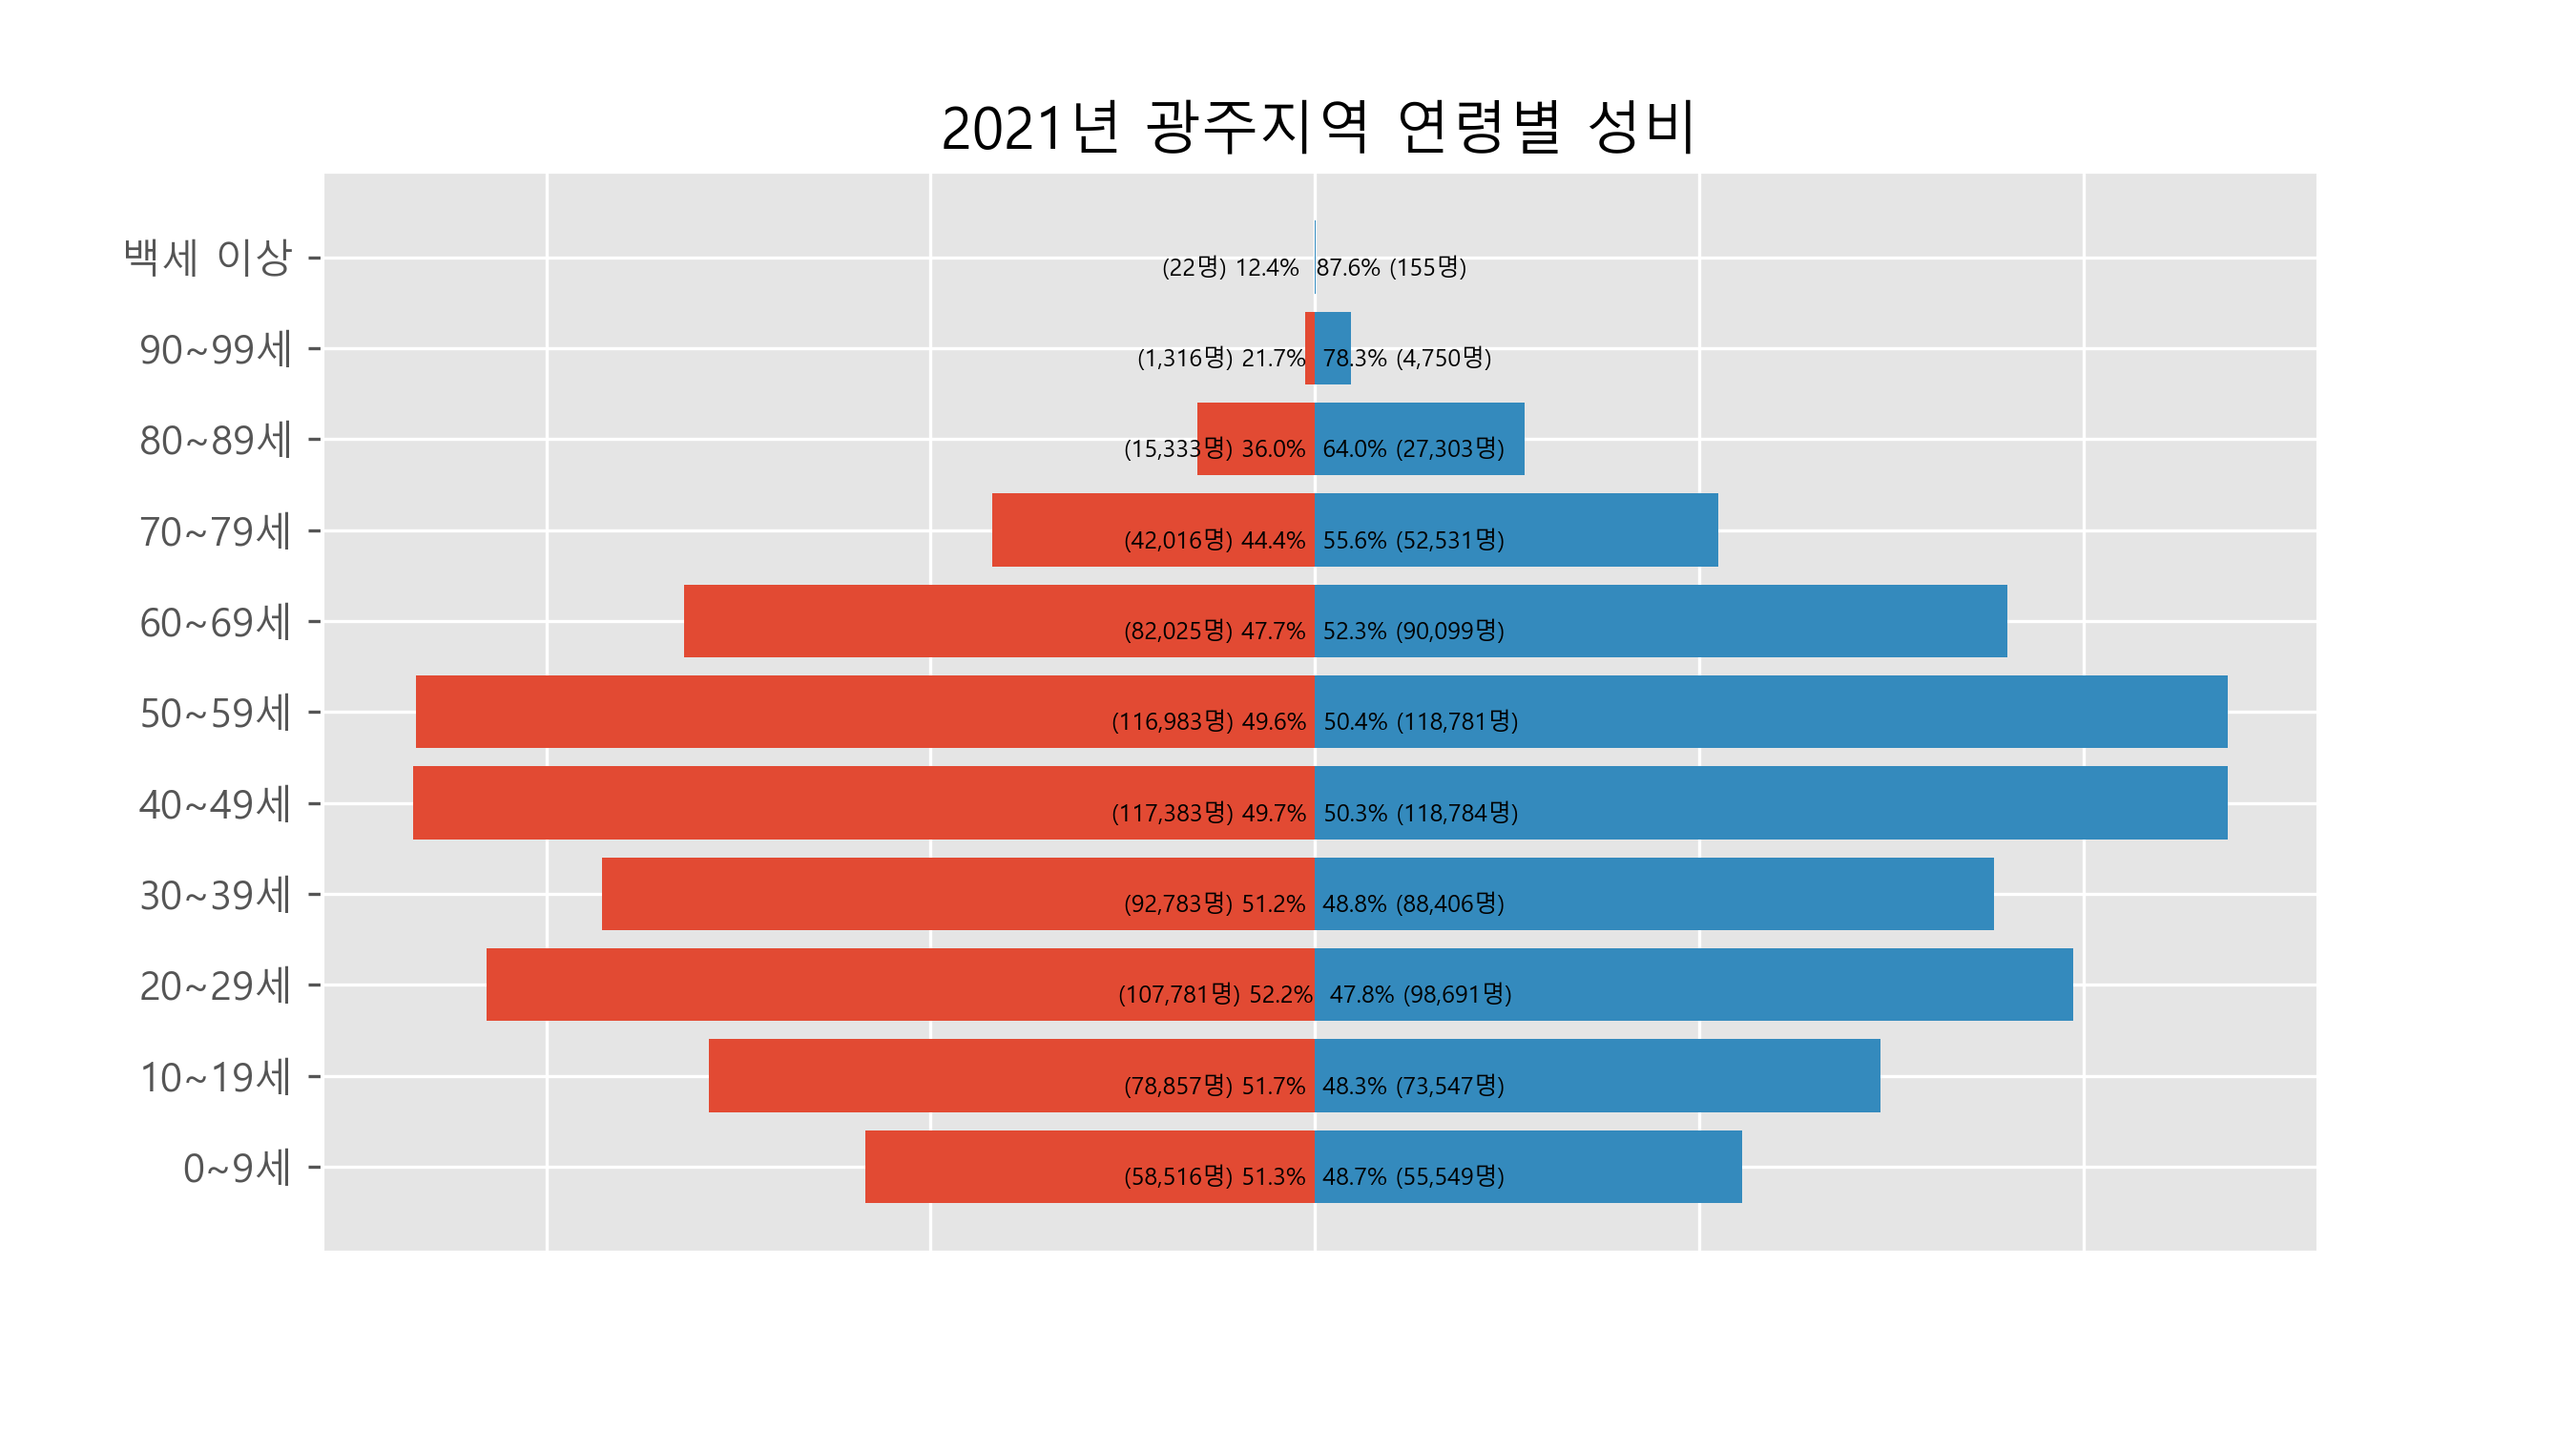 2021년 광주지역 연령별 성비
백세 이상 (22명) 12.4% 87.6% (155명)
90~99세 (1,316명) 21.7% 78.3% (4,750명)
80~89세 (15,333명) 36.0% 64.0% (27,303명)
70~79세 (42,016명) 44.4% 55.6% (52,531명)
60~69세 (82,025명) 47.7% 52.3% (90,099명)
50~59세 (116,983명) 49.6% 50.4% (118,781명)
40~49세 (117,383명) 49.7% 50.3% (118,784명)
30~39세 (92,783명) 51.2% 48.8% (88,406명)
20~29세 (107,781명) 52.2% 47.8% (98,691명)
10~19세 (78,857명) 51.7% 48.3% (73,547명)
0~9세 (58,516명) 51.3% 48.7% (55,549명)